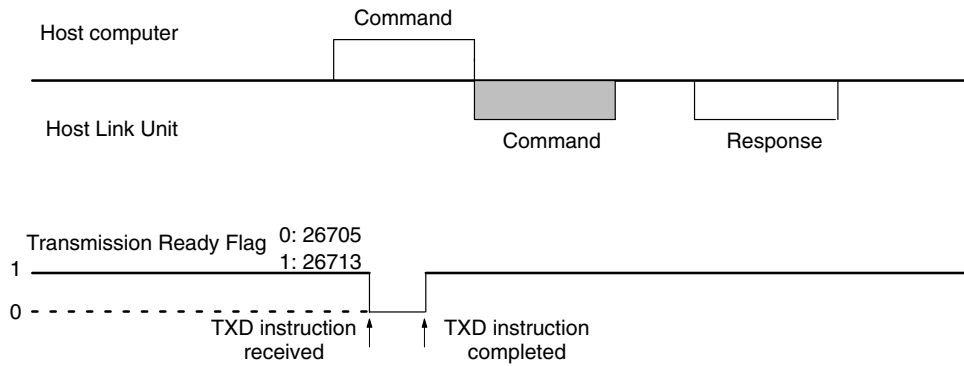 Command
Host computer
Host Link Unit
Command
Response
Transmission Ready Flag
0: 26705
1: 26713
1
0
TXD instruction
received
TXD instruction
completed